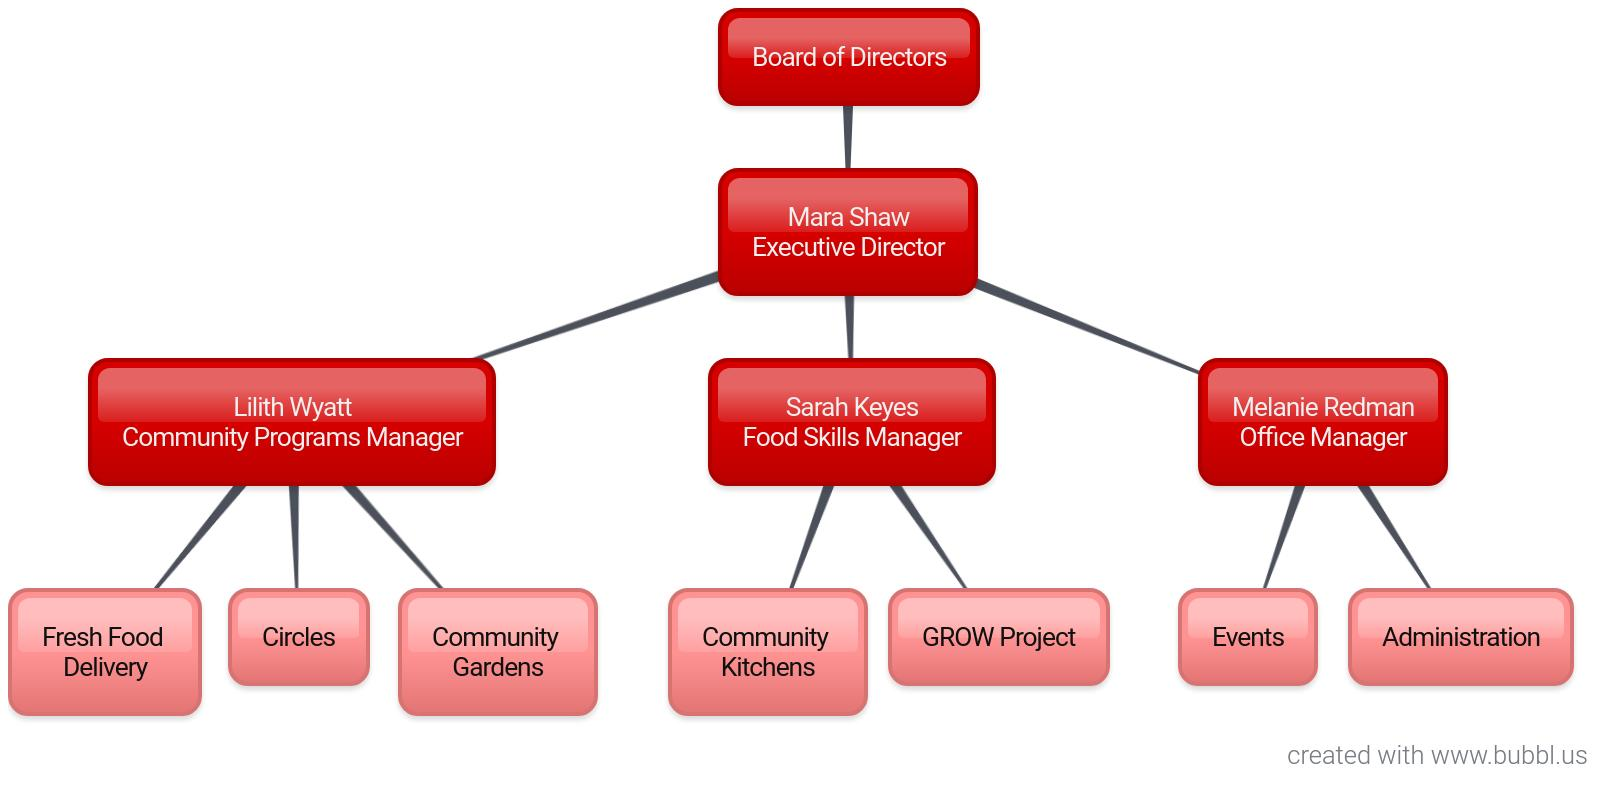 Board of Directors
Mara Shaw
Executive Director
Lilith Wyatt
Community Programs Manager
Sarah Keyes
Food Skills Manager
Melanie Redman
Office Manager
Fresh Food
Delivery
Circles
Community
Gardens
Community
Kitchens
GROW Project
Events
Administration
created with www.bubbl.us